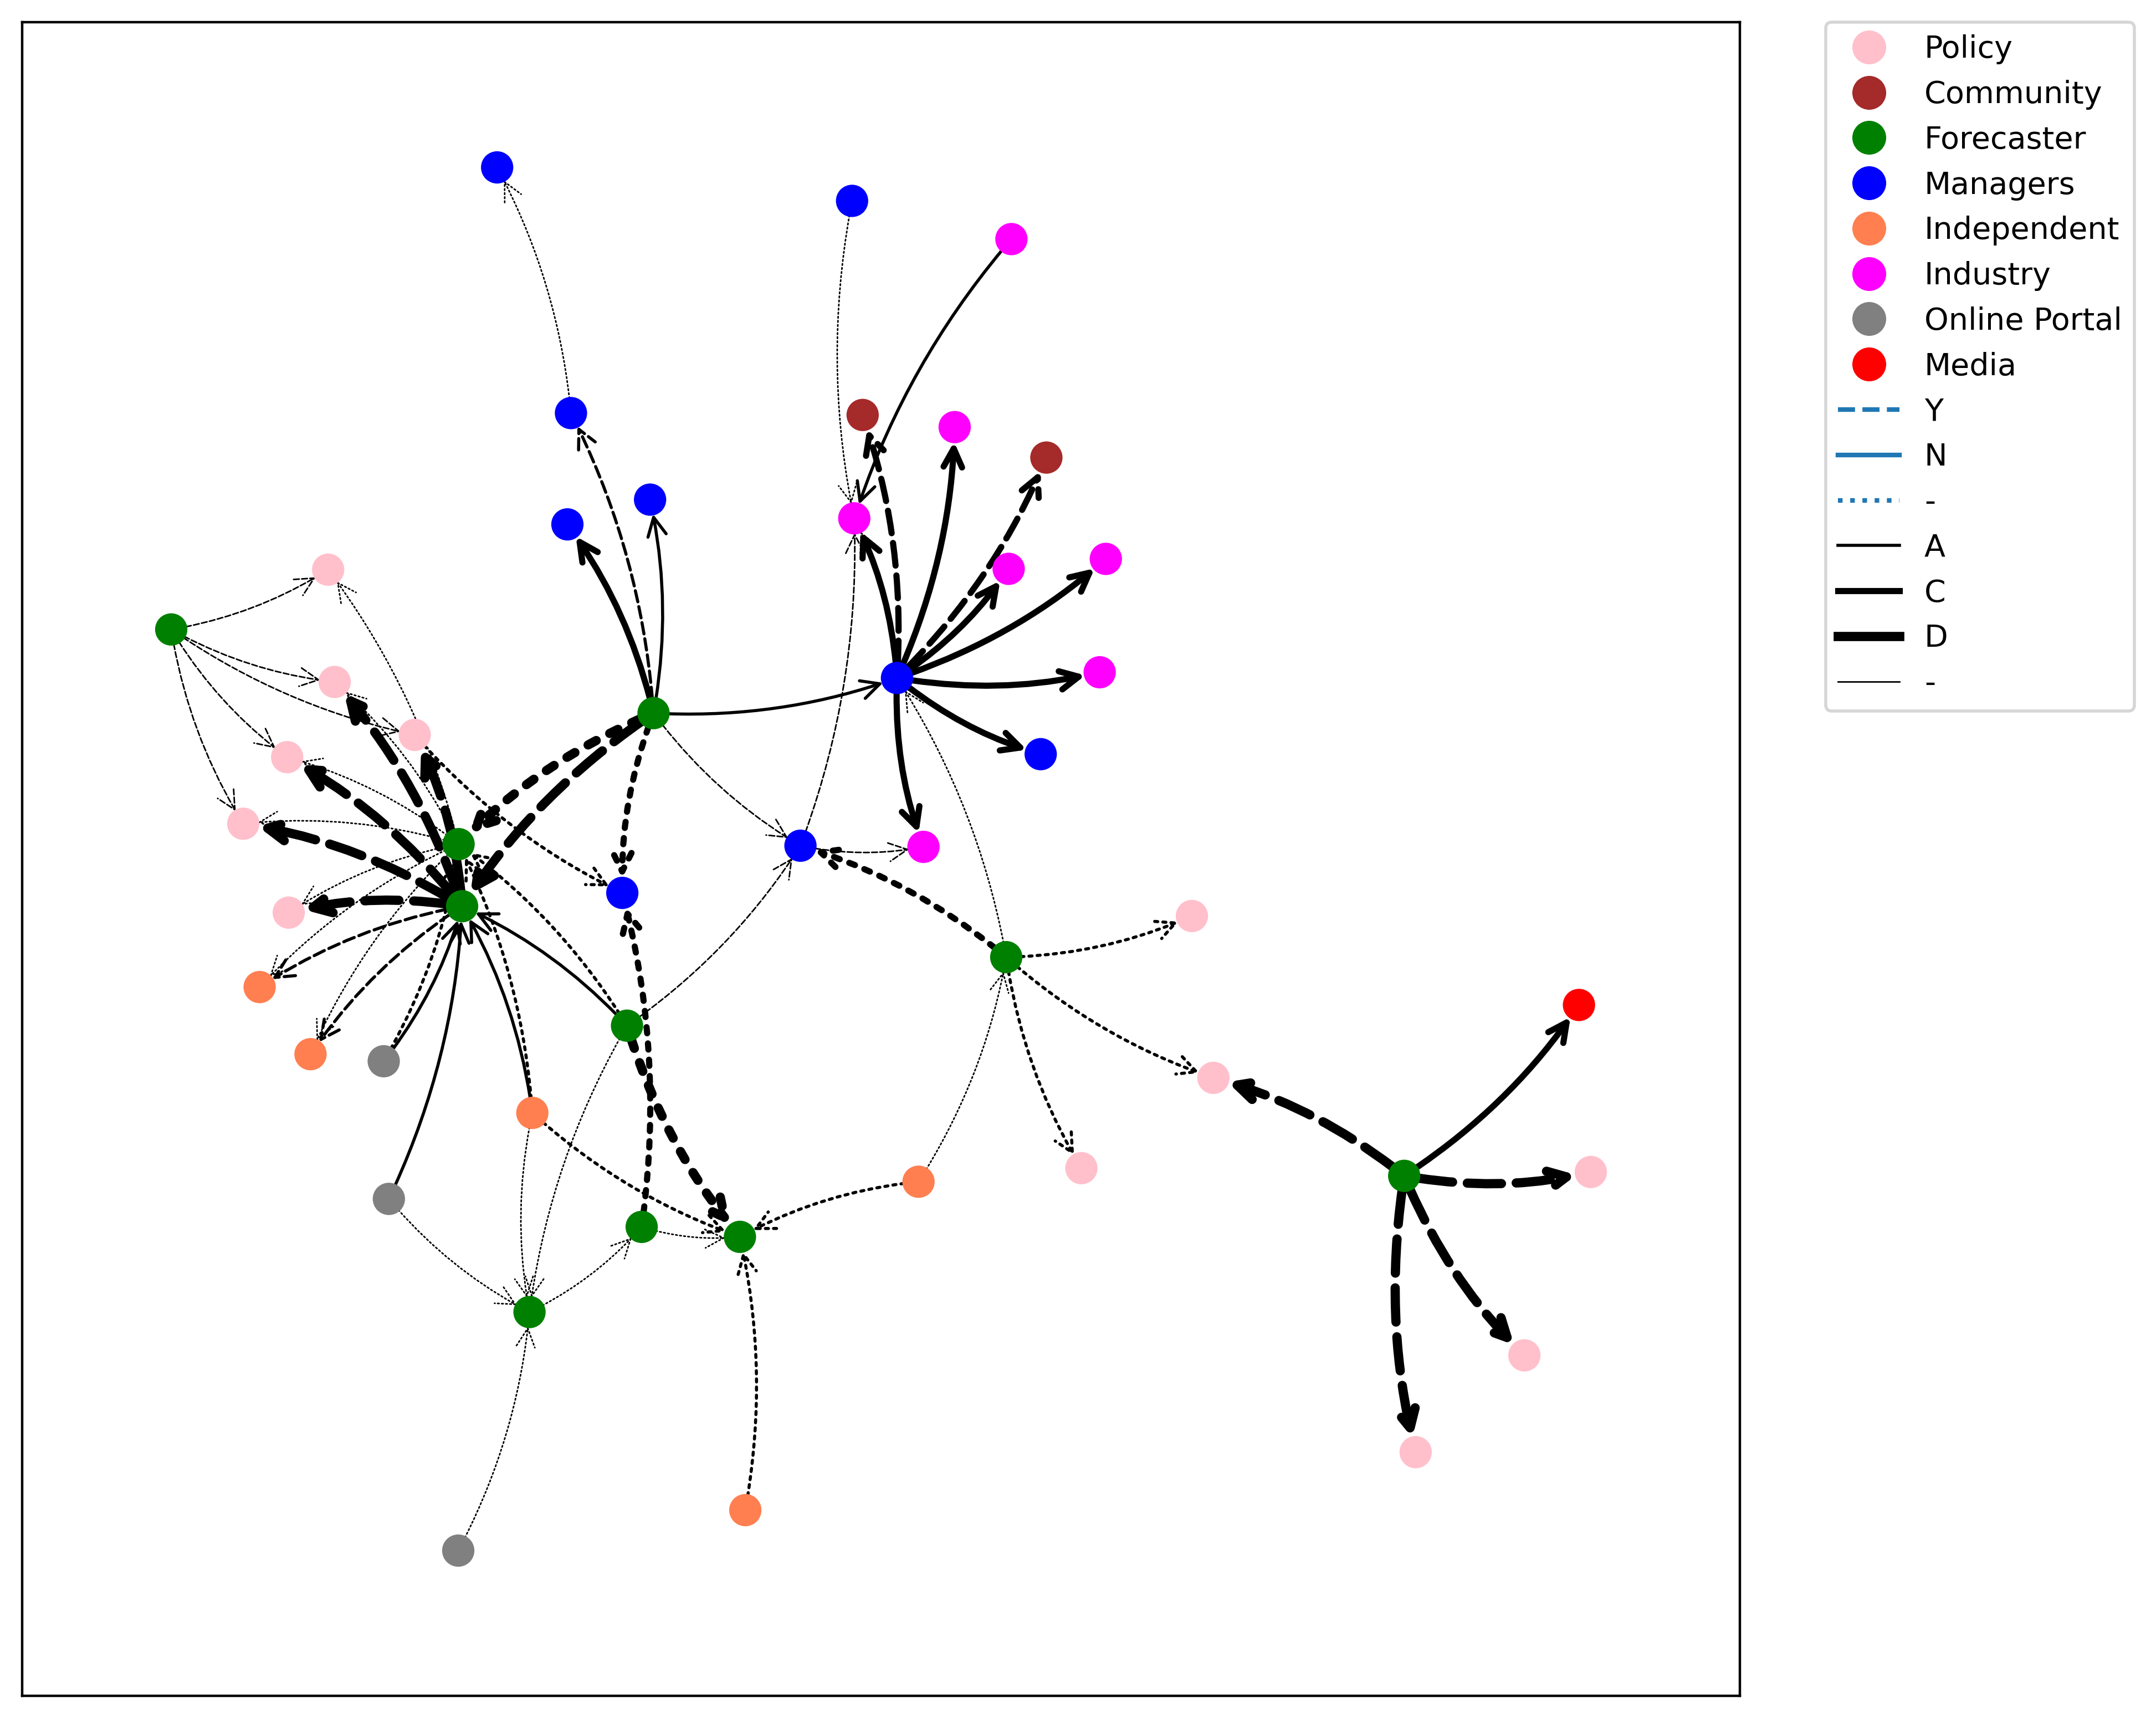 Policy
Community
Forecaster
Managers
Independent
Industry
Online Portal
Media
Y
N
-
A
C
D
-